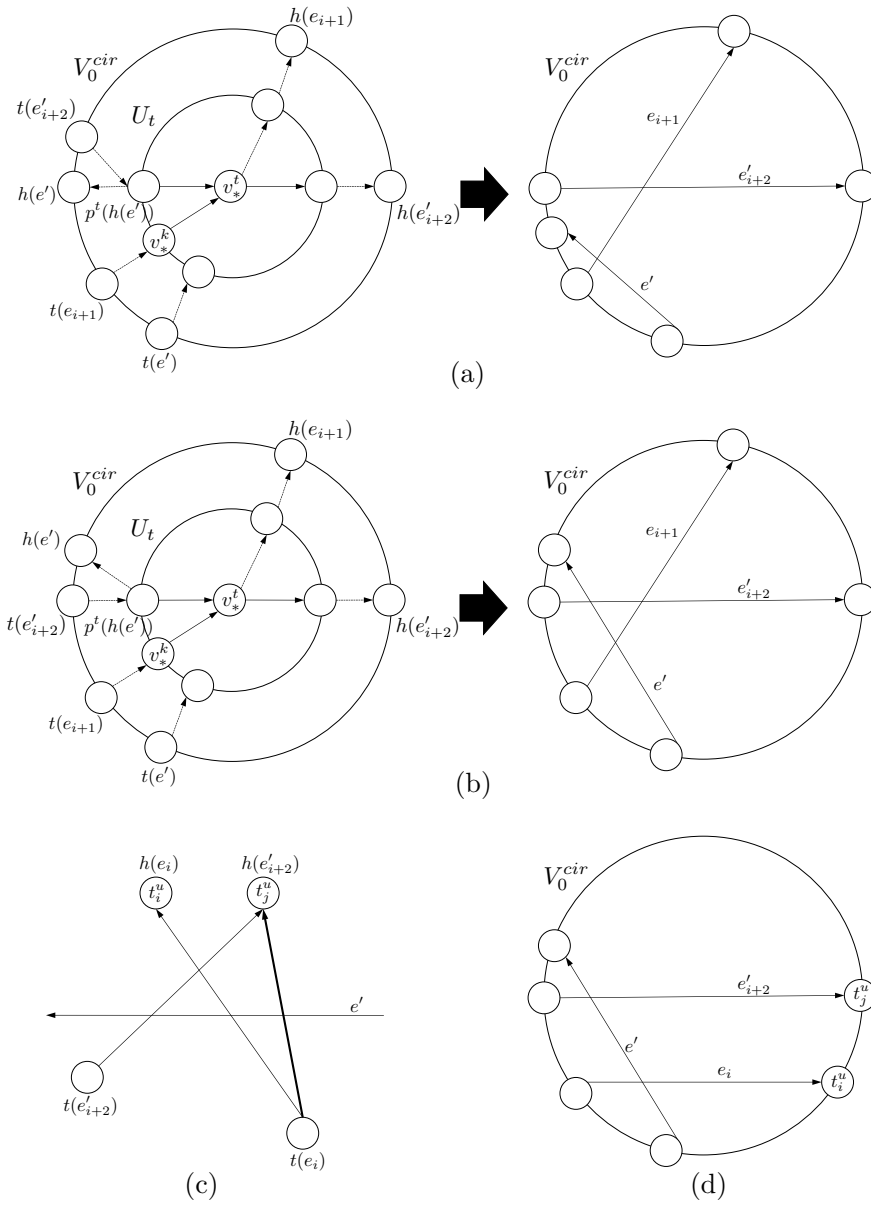 h(e_{i+1})
V_0^{cir}
V_0^{cir}
t(e'_{i+2})
U_t
e_{i+1}
h(e')
p^t(h(e'))
v_*^t
h(e'_{i+2})
e'_{i+2}
v_*^k
t(e_{i+1})
e'
t(e')
(a)
h(e_{i+1})
V_0^{cir}
V_0^{cir}
h(e')
U_t
e_{i+1}
t(e'_{i+2})
p^t(h(e'))
v_*^t
h(e'_{i+2})
e'_{i+2}
v_*^k
t(e_{i+1})
e'
t(e')
(b)
h(e_i)
h(e'_{i+2})
t_i^u
t_j^u
V_0^{cir}
e'
e'_{i+2}
t_j^u
t(e'_{i+2})
e'
e_i
t_i^u
t(e_i)
(c)
(d)